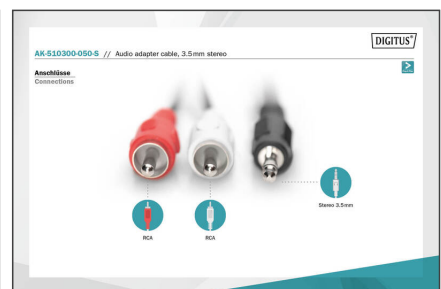 DIGITUS®
AK-510300-050-S // Audio adapter cable, 3.5mm stereo
Anschlüsse
Connections
Stereo 3.5mm
RCA
RCA